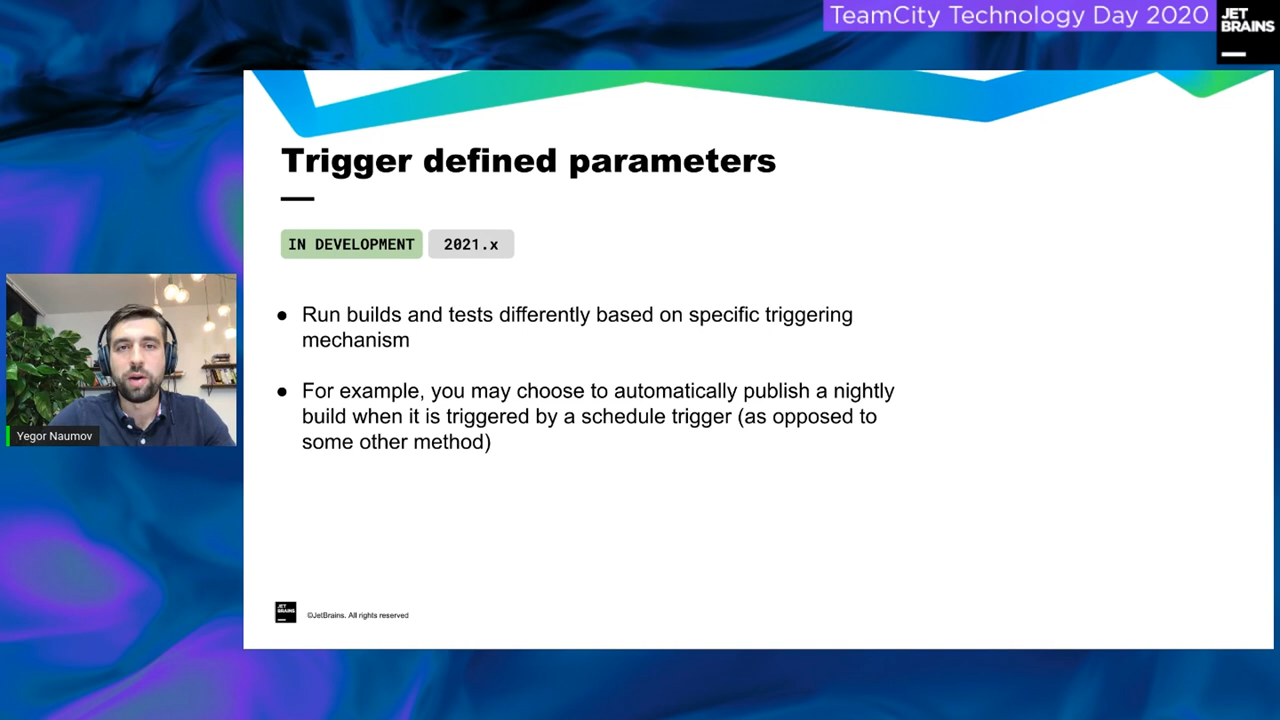 TeamCity Technology Day 2020
JET
BRAINS
Trigger defined parameters
IN DEVELOPMENT
2021.x
● Run builds and tests differently based on specific triggering
mechanism
● For example, you may choose to automatically publish a nightly
build when it is triggered by a schedule trigger (as opposed to
some other method)
Yegor Naumov
JET
BRAINS
©JetBrains. All rights reserved